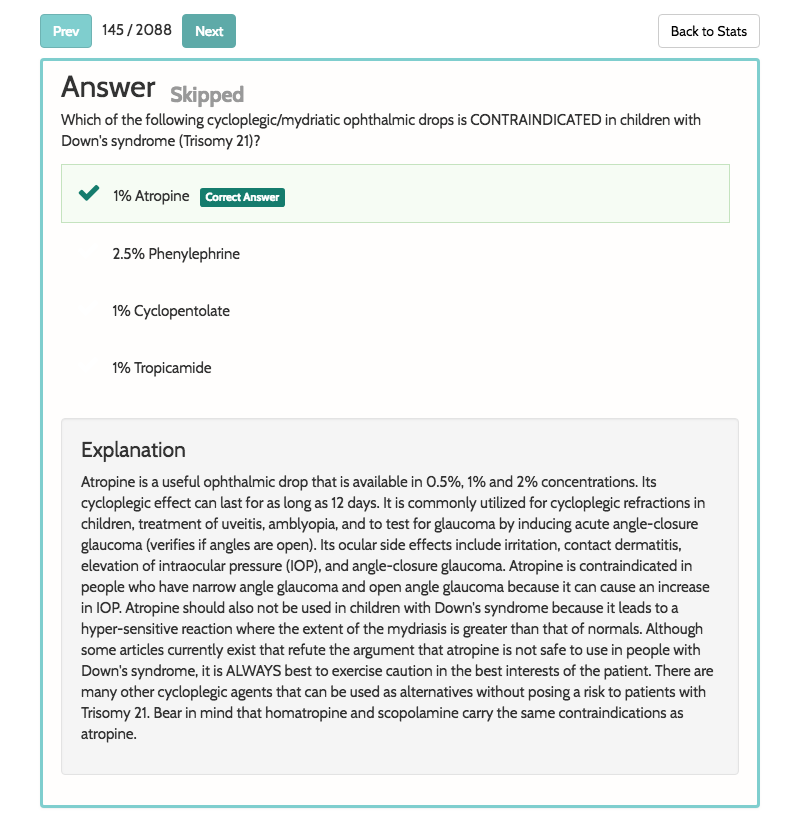 Prev 145 / 2088 Next Back to Stats
Answer Skipped
Which of the following cycloplegic/mydriatic ophthalmic drops is CONTRAINDICATED in children with
Down's syndrome (Trisomy 21)?
1% Atropine Correct Answer
2.5% Phenylephrine
1% Cyclopentolate
1% Tropicamide
Explanation
Atropine is a useful ophthalmic drop that is available in 0.5%, 1% and 2% concentrations. Its
cycloplegic effect can last for as long as 12 days. It is commonly utilized for cycloplegic refractions in
children, treatment of uveitis, amblyopia, and to test for glaucoma by inducing acute angle-closure
glaucoma (verifies if angles are open). Its ocular side effects include irritation, contact dermatitis,
elevation of intraocular pressure (IOP), and angle-closure glaucoma. Atropine is contraindicated in
people who have narrow angle glaucoma and open angle glaucoma because it can cause an increase
in IOP. Atropine should also not be used in children with Down's syndrome because it leads to a
hyper-sensitive reaction where the extent of the mydriasis is greater than that of normals. Although
some articles currently exist that refute the argument that atropine is not safe to use in people with
Down's syndrome, it is ALWAYS best to exercise caution in the best interests of the patient. There are
many other cycloplegic agents that can be used as alternatives without posing a risk to patients with
Trisomy 21. Bear in mind that homatropine and scopolamine carry the same contraindications as
atropine.